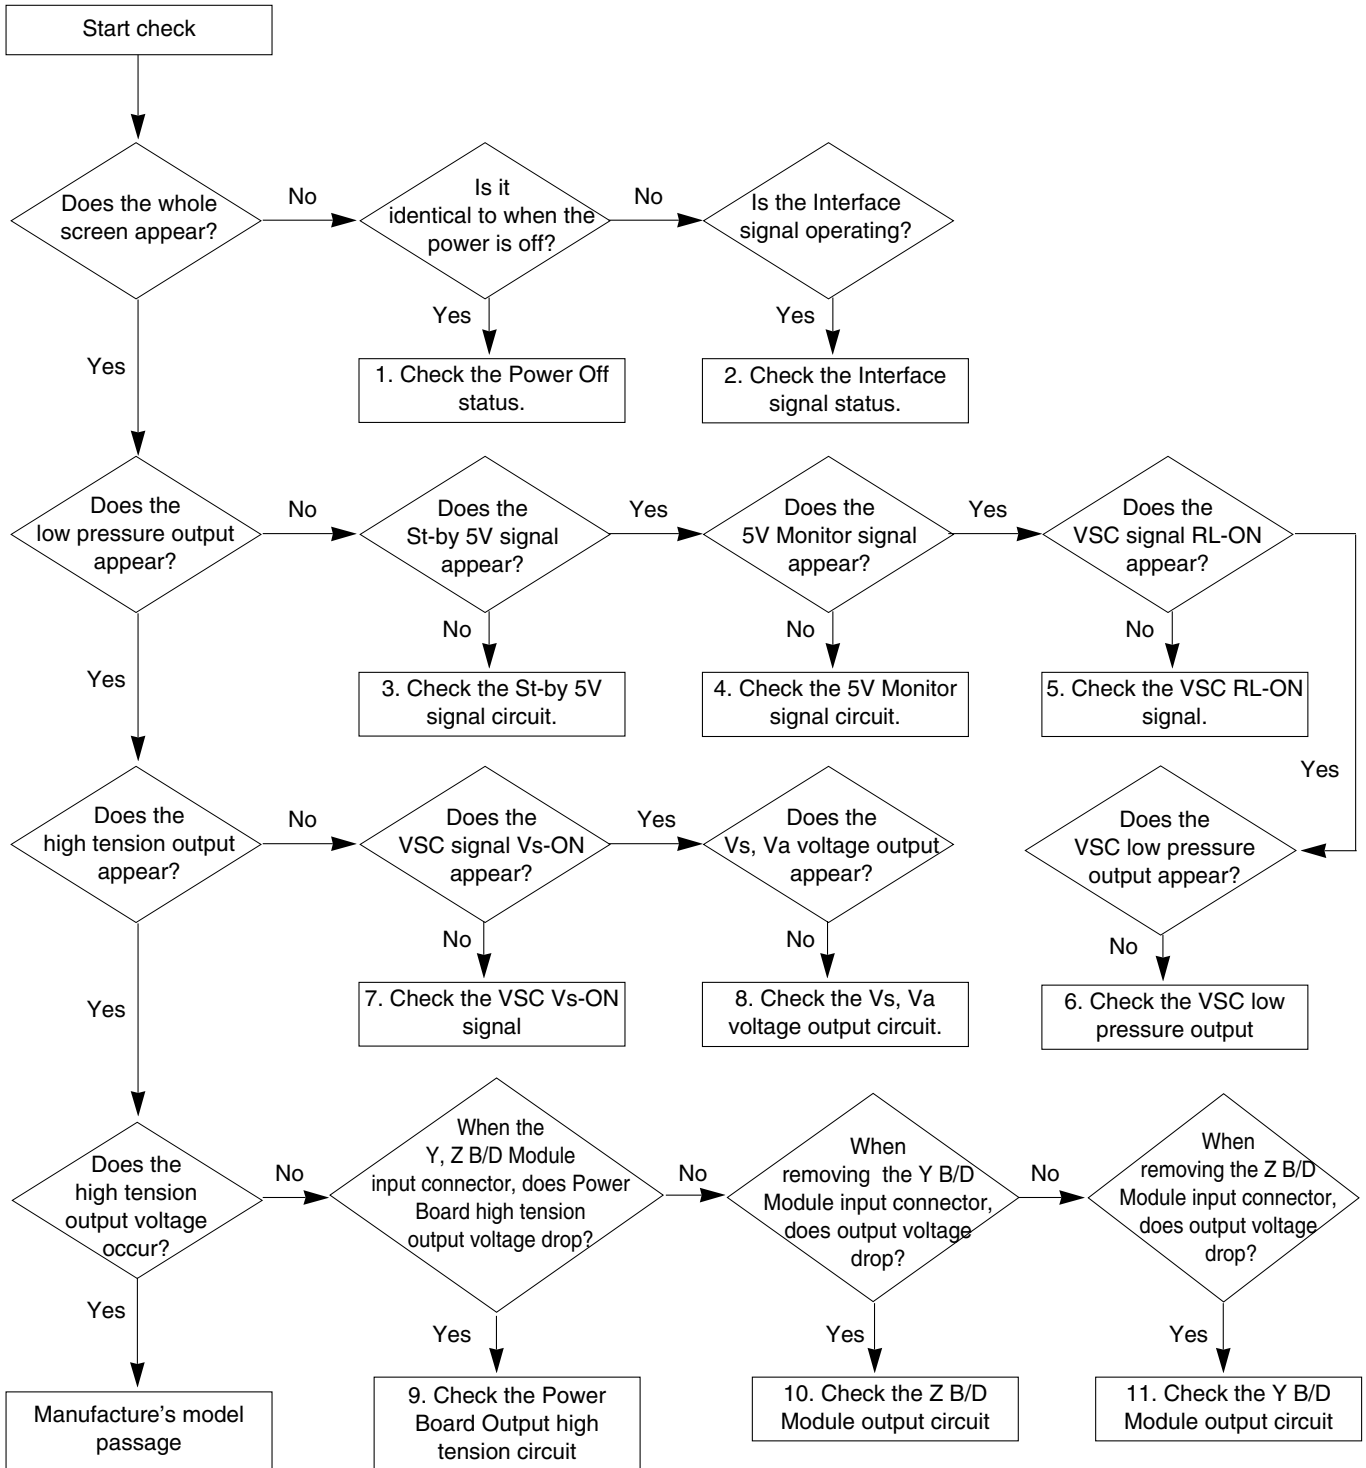 Start check
Does the whole
screen appear?
No
Is it
identical to when the
power is off?
No
Is the Interface
signal operating?
Yes
Yes
Yes
1. Check the Power Off
status.
2. Check the Interface
signal status.
Does the
low pressure output
appear?
No
Does the
St-by 5V signal
appear?
Yes
Does the
5V Monitor signal
appear?
Yes
Does the
VSC signal RL-ON
appear?
No
No
No
Yes
3. Check the St-by 5V
signal circuit.
4. Check the 5V Monitor
signal circuit.
5. Check the VSC RL-ON
signal.
Yes
Does the
high tension output
appear?
No
Does the
VSC signal Vs-ON
appear?
Yes
Does the
Vs, Va voltage output
appear?
Does the
VSC low pressure
output appear?
No
No
No
Yes
7. Check the VSC Vs-ON
signal
8. Check the Vs, Va
voltage output circuit.
6. Check the VSC low
pressure output
Does the
high tension
output voltage
occur?
No
When the
Y, Z B/D Module
input connector, does Power
Board high tension
output voltage drop?
No
When
removing the Y B/D
Module input connector,
does output voltage
drop?
No
When
removing the Z B/D
Module input connector,
does output voltage
drop?
Yes
Yes
Yes
Yes
Manufacture's model
passage
9. Check the Power
Board Output high
tension circuit
10. Check the Z B/D
Module output circuit
11. Check the Y B/D
Module output circuit